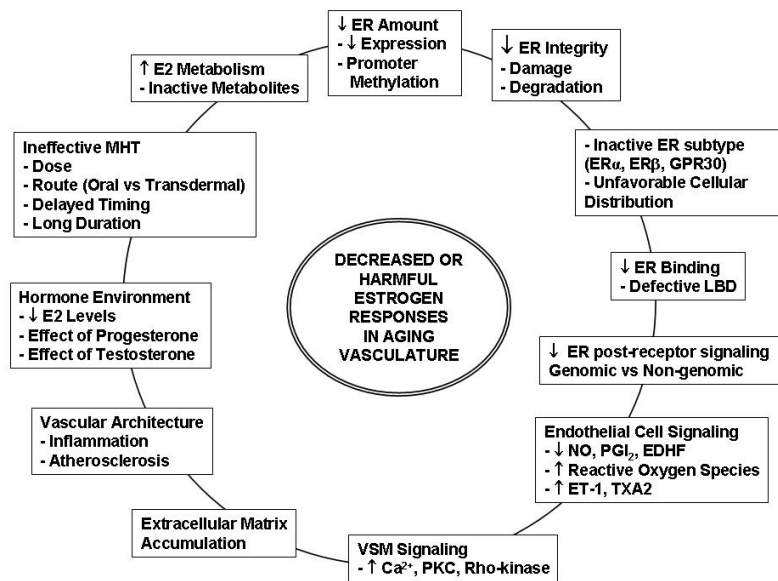 ↓ ER Amount
- ↓ Expression
- Promoter
Methylation
↓ ER Integrity
- Damage
- Degradation
- Inactive ER subtype
(ERα, ERβ, GPR30)
- Unfavorable Cellular
Distribution
↓ ER Binding
- Defective LBD
↓ ER post-receptor signaling
Genomic vs Non-genomic
Endothelial Cell Signaling
- ↓ NO, PGI₂, EDHF
- ↑ Reactive Oxygen Species
- ↑ ET-1, TXA2
VSM Signaling
- ↑ Ca²⁺, PKC, Rho-kinase
Extracellular Matrix
Accumulation
Vascular Architecture
- Inflammation
- Atherosclerosis
Hormone Environment
- ↓ E2 Levels
- Effect of Progesterone
- Effect of Testosterone
Ineffective MHT
- Dose
- Route (Oral vs Transdermal)
- Delayed Timing
- Long Duration
↑ E2 Metabolism
- Inactive Metabolites
DECREASED OR
HARMFUL
ESTROGEN
RESPONSES
IN AGING
VASCULATURE